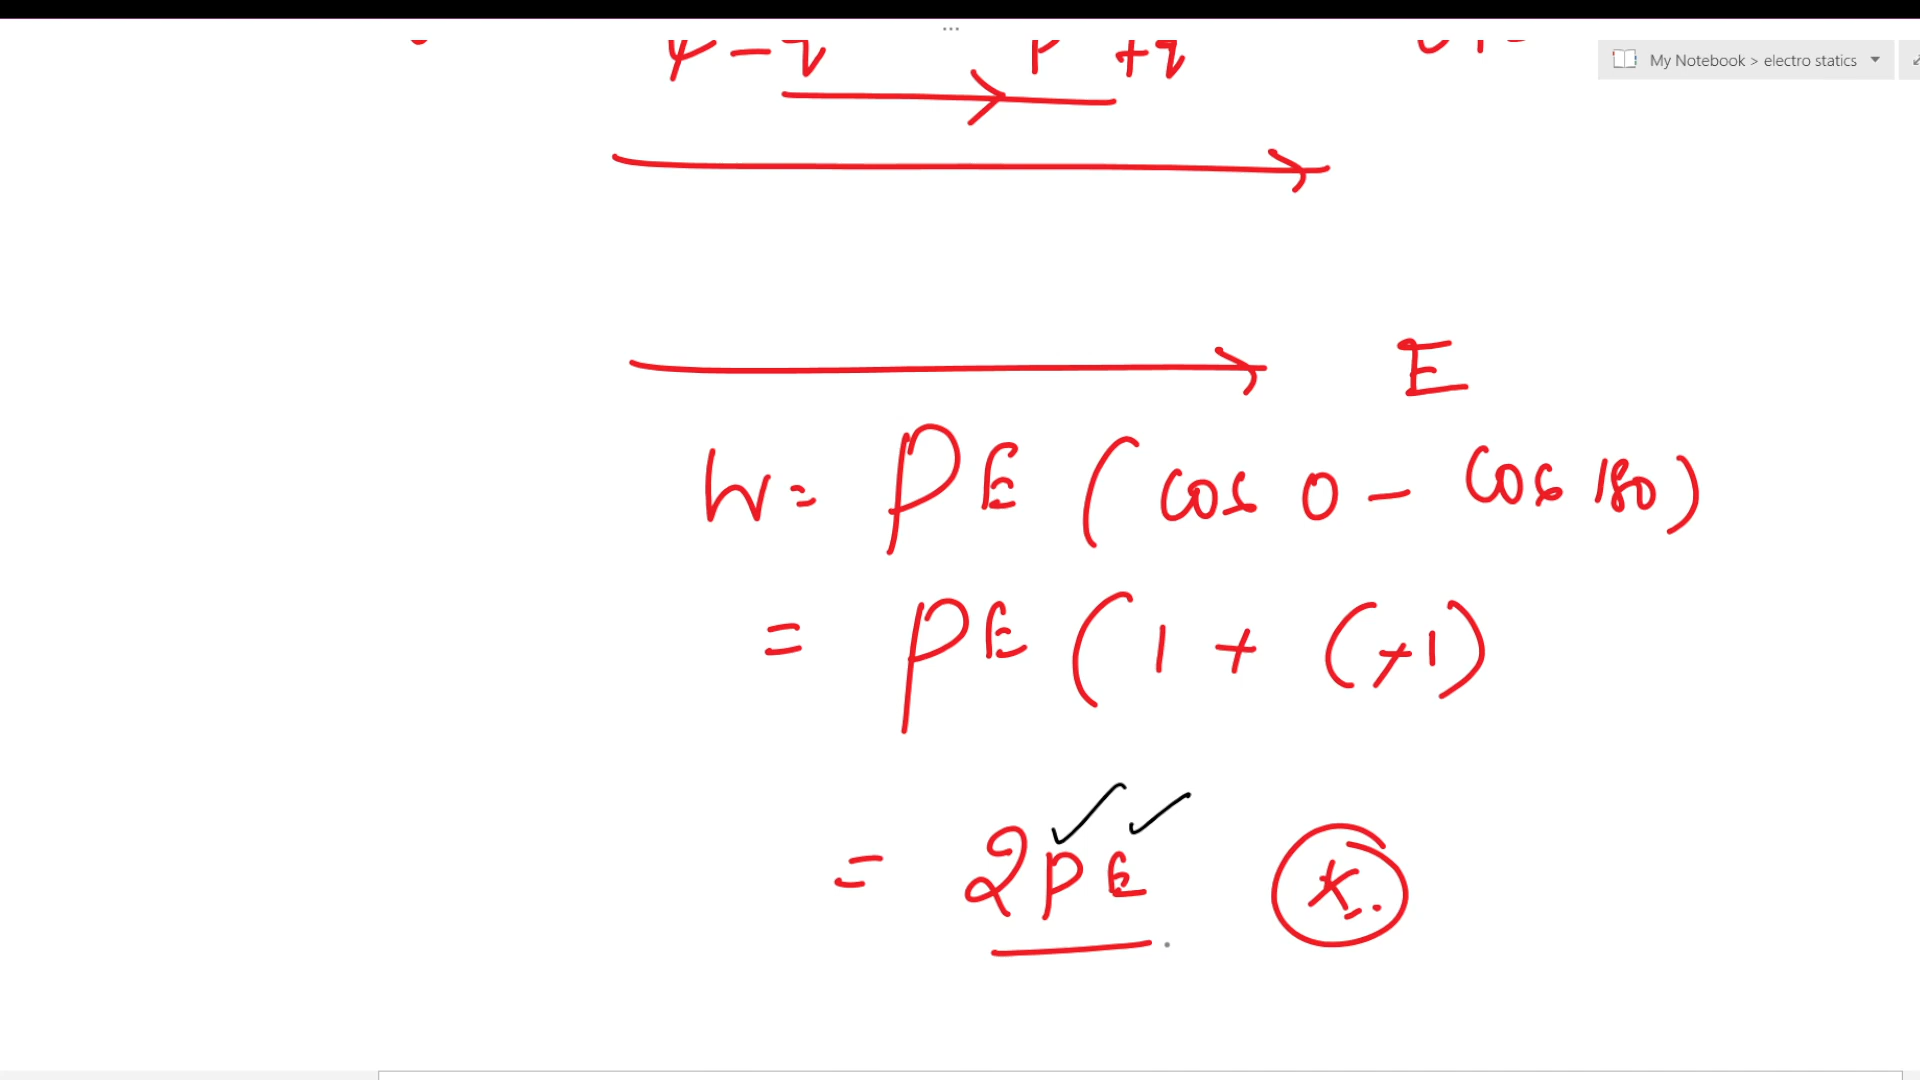 ...
-q P +q
My Notebook > electro statics
E
W = PE ( cos 0 - cos 180 )
= PE ( 1 + (+1)
= 2PE